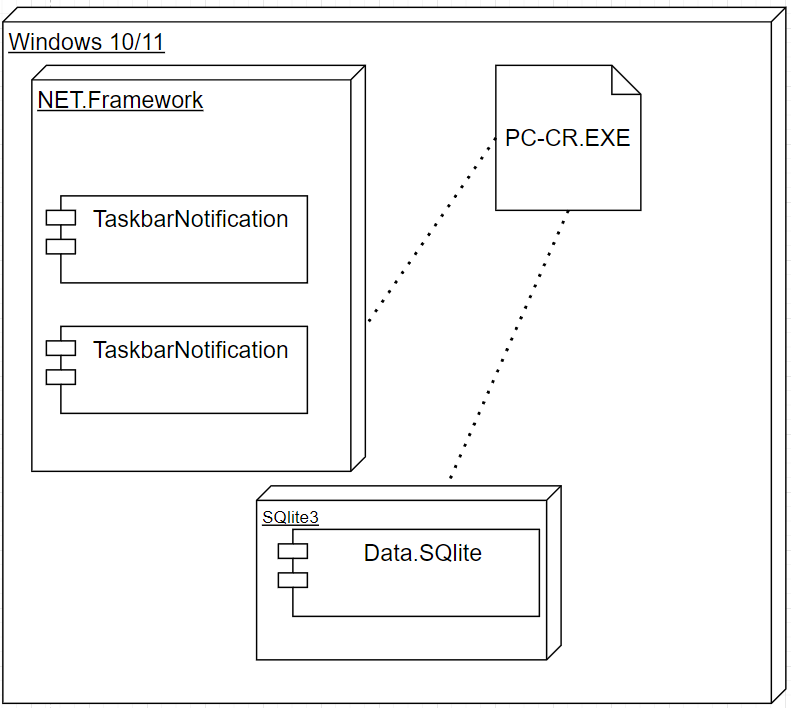 Windows 10/11
NET.Framework
PC-CR.EXE
TaskbarNotification
TaskbarNotification
SQlite3
Data.SQlite